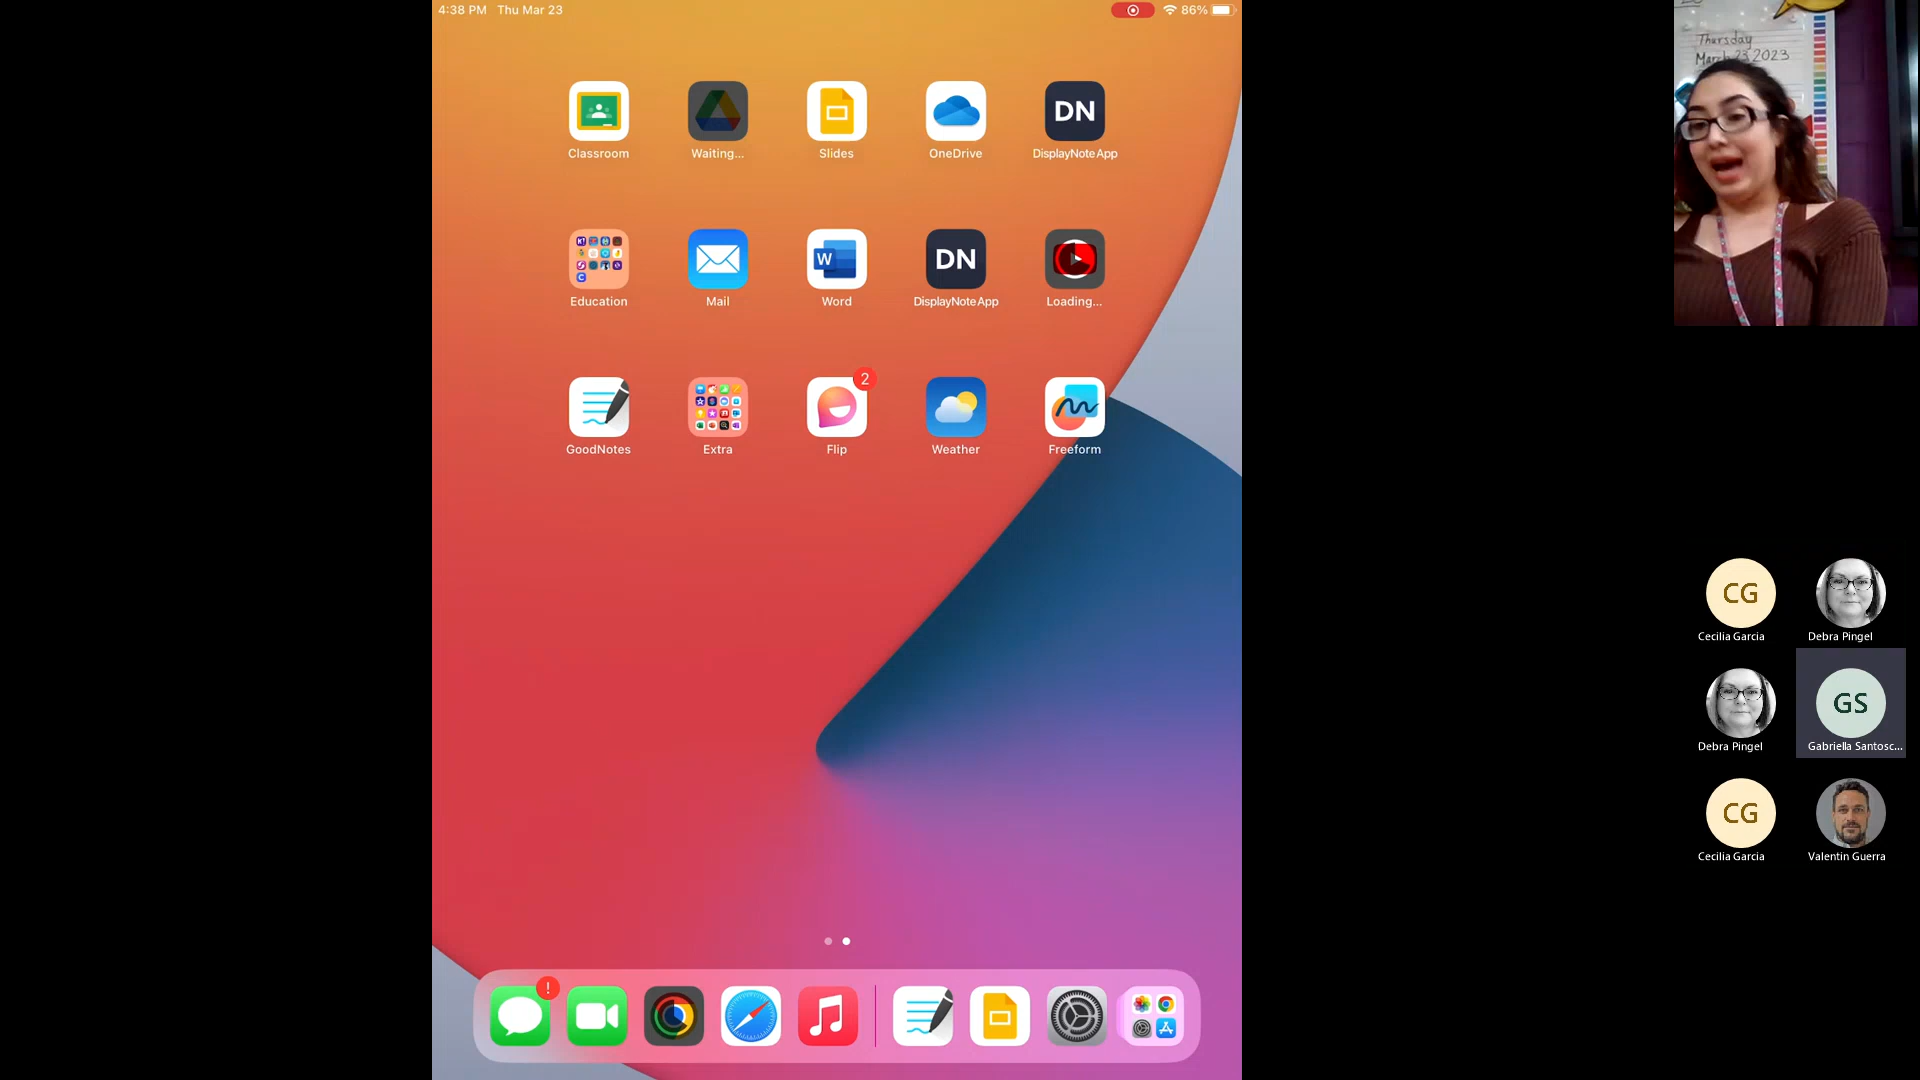 4:38 PM Thu Mar 23
86%
Classroom
Waiting...
Slides
OneDrive
DN
DisplayNote App
Education
Mail
W
Word
DN
DisplayNote App
Loading...
GoodNotes
Extra
2
Flip
Weather
Freeform
!
Thursday
March 23, 2023
CG
Cecilia Garcia
Debra Pingel
Debra Pingel
GS
Gabriella Santosc...
CG
Cecilia Garcia
Valentin Guerra